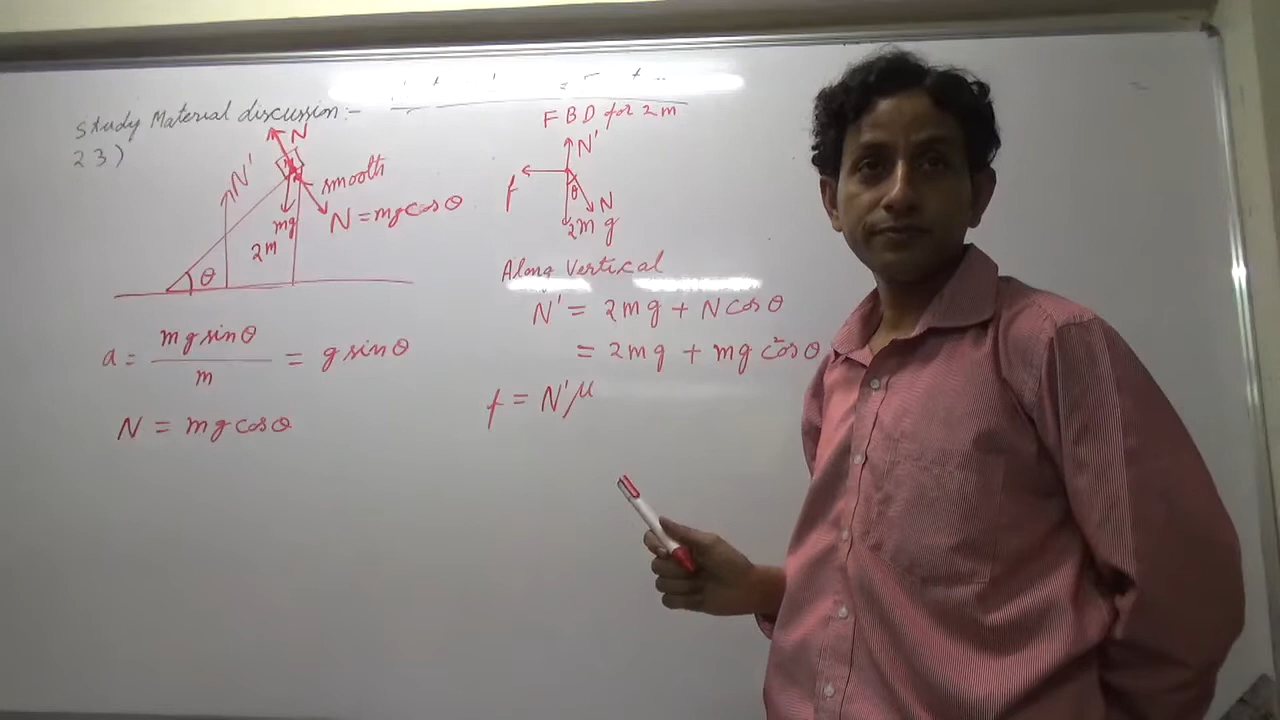 Study Material discussion:-
23)
N
N'
m
smooth
N = mg cos θ
mg
2m
θ
a = mg sin θ / m = g sin θ
N = mg cos θ
FBD for 2m
N'
f
θ
N
2mg
Along Vertical
N' = 2mg + N cos θ
= 2mg + mg cos²θ
f = N'μ